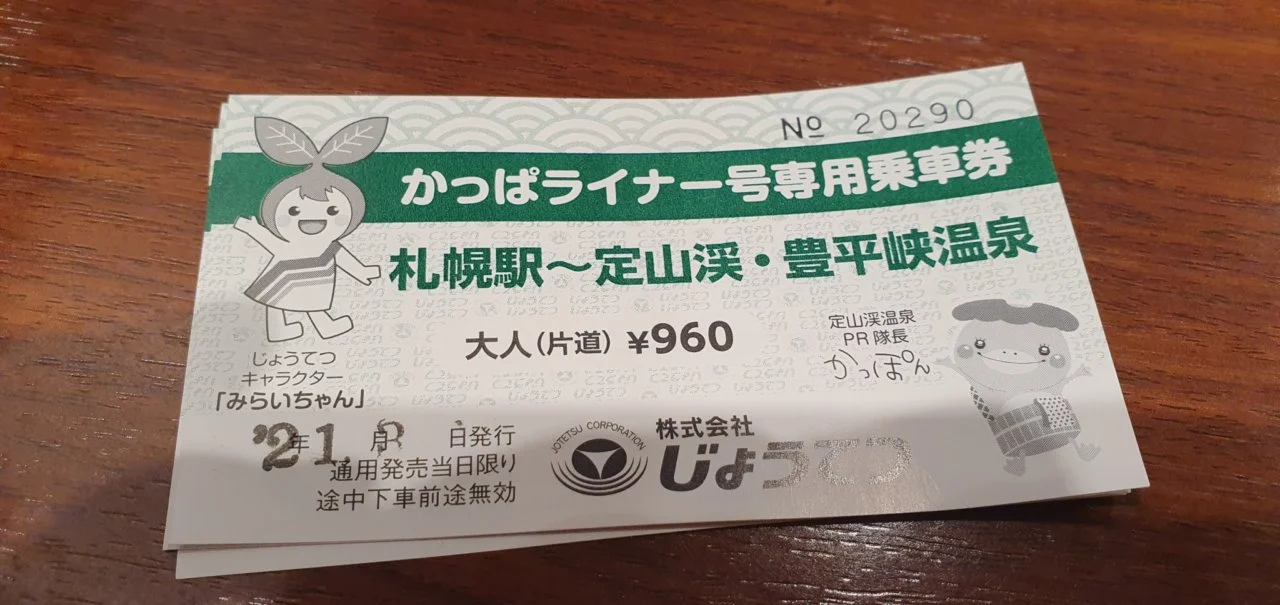 No 20290
かっぱライナー号専用乗車券
札幌駅～定山渓・豊平峡温泉
大人(片道) ¥960
定山渓温泉
PR隊長
かっぽん
じょうてつ
キャラクター
「みらいちゃん」
'21. 8
年 月 日発行
通用発売当日限り
途中下車前途無効
JOTETSU CORPORATION
株式会社
じょうてつ